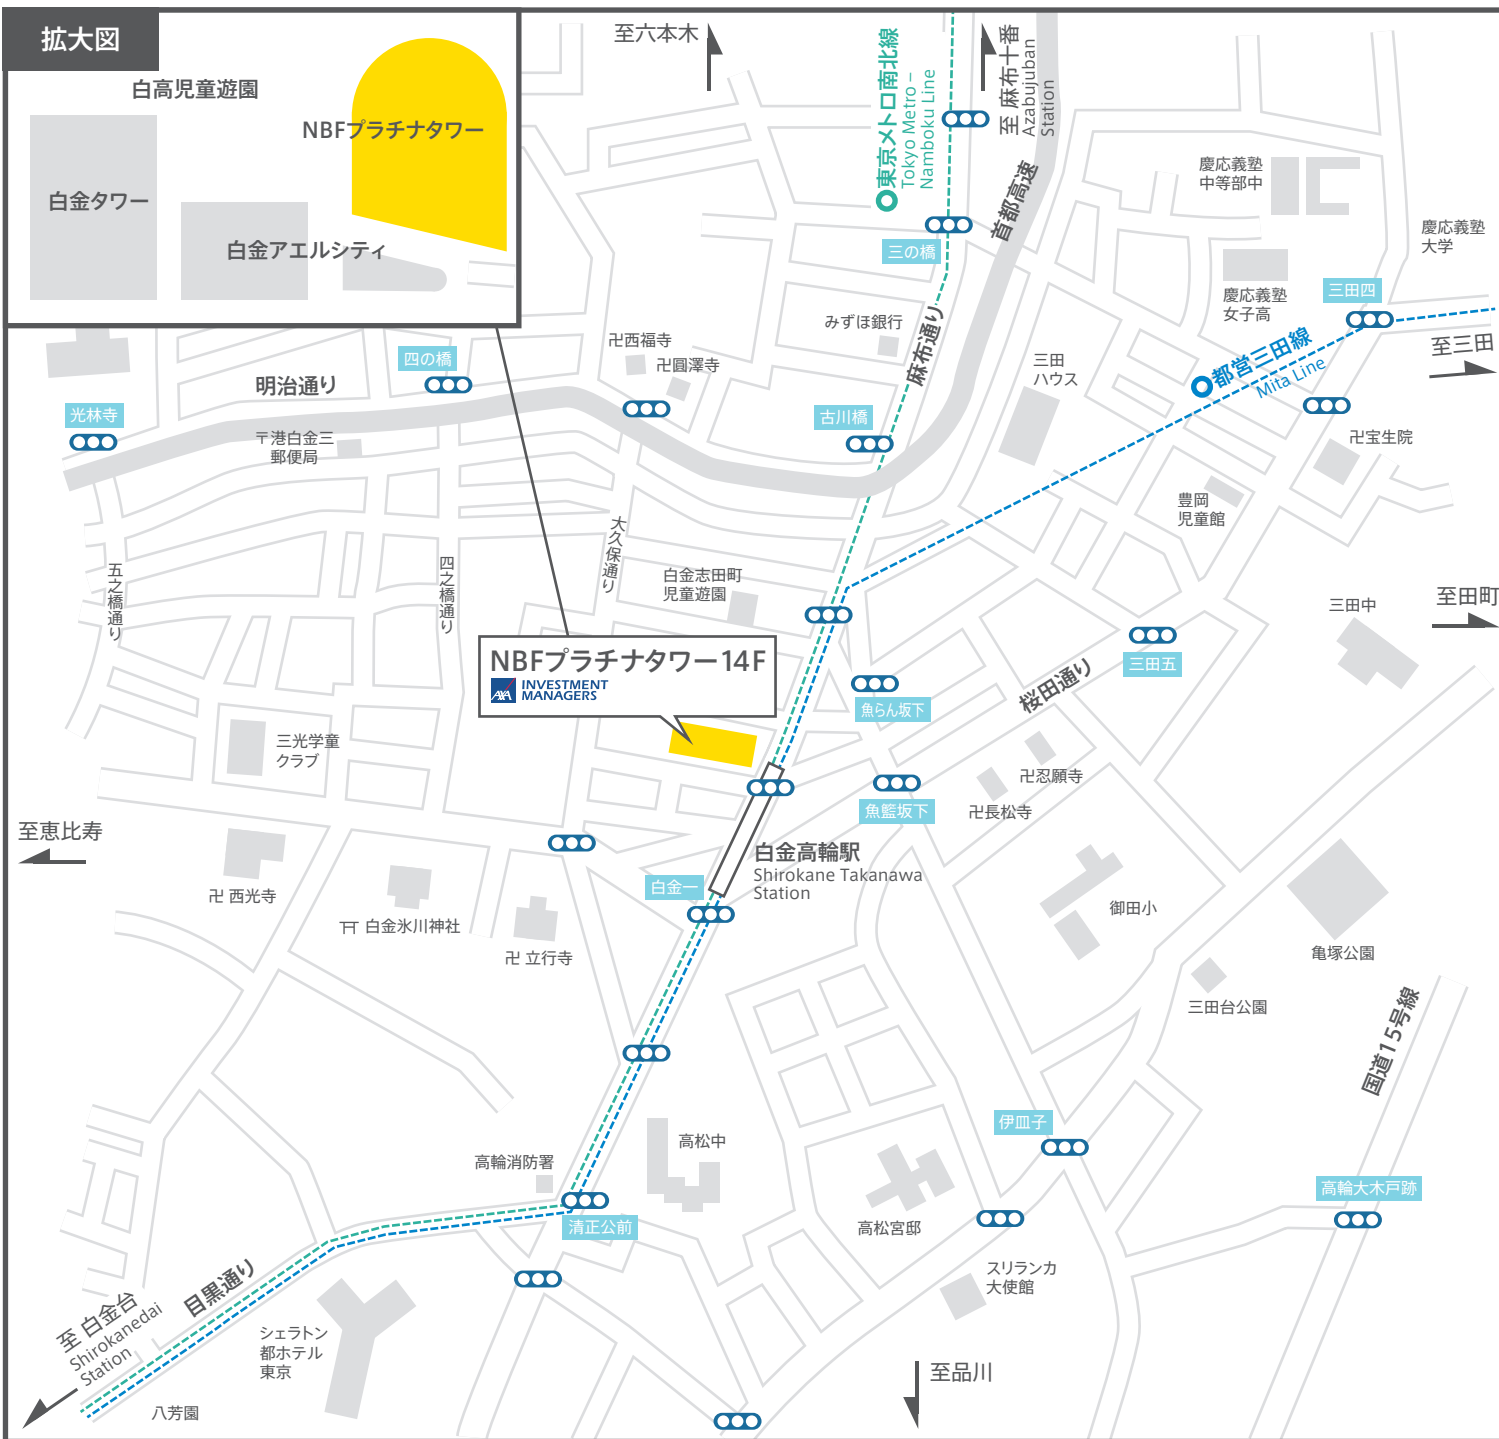 拡大図
白高児童遊園
NBFプラチナタワー
白金タワー
白金アエルシティ
至六本木
東京メトロ南北線
Tokyo Metro –
Namboku Line
至 麻布十番
Azabujuban
Station
首都高速
三の橋
慶応義塾
中等部中
慶応義塾
大学
慶応義塾
女子高
三田四
至三田
都営三田線
Mita Line
みずほ銀行
麻布通り
三田
ハウス
卍西福寺
卍圓澤寺
四の橋
明治通り
光林寺
〒港白金三
郵便局
古川橋
卍宝生院
豊岡
児童館
五之橋通り
四之橋通り
大久保通り
白金志田町
児童遊園
三田中
至田町
三田五
桜田通り
NBFプラチナタワー14F
AXA
INVESTMENT
MANAGERS
魚らん坂下
三光学童
クラブ
卍忍願寺
卍長松寺
魚籃坂下
至恵比寿
白金高輪駅
Shirokane Takanawa
Station
白金一
卍 西光寺
白金氷川神社
卍 立行寺
御田小
亀塚公園
三田台公園
国道15号線
伊皿子
高松中
高輪消防署
清正公前
高松宮邸
高輪大木戸跡
スリランカ
大使館
目黒通り
至 白金台
Shirokanedai
Station
シェラトン
都ホテル
東京
八芳園
至品川